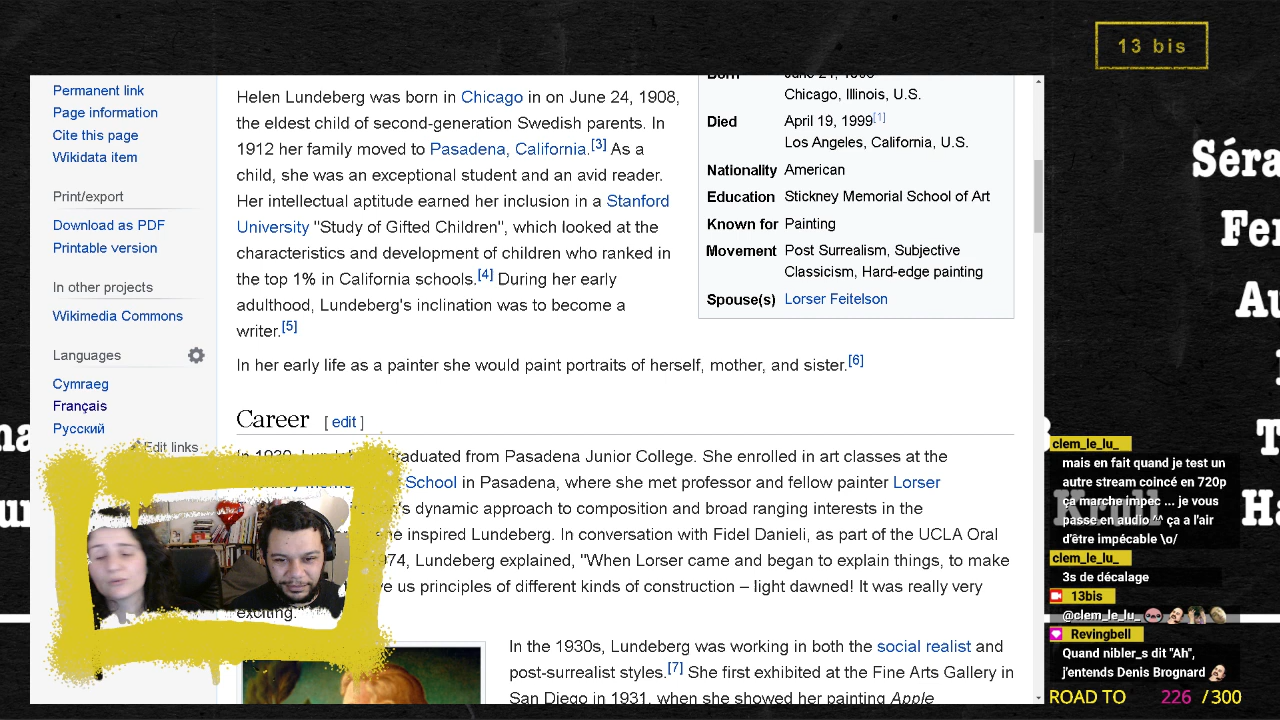 13 bis
Permanent link
Page information
Cite this page
Wikidata item
Print/export
Download as PDF
Printable version
In other projects
Wikimedia Commons
Languages
Cymraeg
Français
Русский
Edit links
Helen Lundeberg was born in Chicago in on June 24, 1908,
the eldest child of second-generation Swedish parents. In
1912 her family moved to Pasadena, California.[3] As a
child, she was an exceptional student and an avid reader.
Her intellectual aptitude earned her inclusion in a Stanford
University "Study of Gifted Children", which looked at the
characteristics and development of children who ranked in
the top 1% in California schools.[4] During her early
adulthood, Lundeberg's inclination was to become a
writer.[5]
In her early life as a painter she would paint portraits of herself, mother, and sister.[6]
Born June 24, 1908
Chicago, Illinois, U.S.
Died April 19, 1999[1]
Los Angeles, California, U.S.
Nationality American
Education Stickney Memorial School of Art
Known for Painting
Movement Post Surrealism, Subjective
Classicism, Hard-edge painting
Spouse(s) Lorser Feitelson
Career [ edit ]
graduated from Pasadena Junior College. She enrolled in art classes at the
School in Pasadena, where she met professor and fellow painter Lorser
's dynamic approach to composition and broad ranging interests in the
inspired Lundeberg. In conversation with Fidel Danieli, as part of the UCLA Oral
74, Lundeberg explained, "When Lorser came and began to explain things, to make
us principles of different kinds of construction – light dawned! It was really very
exciting."
In the 1930s, Lundeberg was working in both the social realist and
post-surrealist styles.[7] She first exhibited at the Fine Arts Gallery in
San Diego in 1931, when she showed her painting Apple
Séra
Fer
Au
T
Ha
clem_le_lu_
mais en fait quand je test un
autre stream coincé en 720p
ça marche impec ... je vous
passe en audio ^^ ça a l'air
d'être impécable \o/
clem_le_lu_
3s de décalage
13bis
@clem_le_lu_
Revingbell
Quand nibler_s dit "Ah",
j'entends Denis Brognard
ROAD TO 226 /300